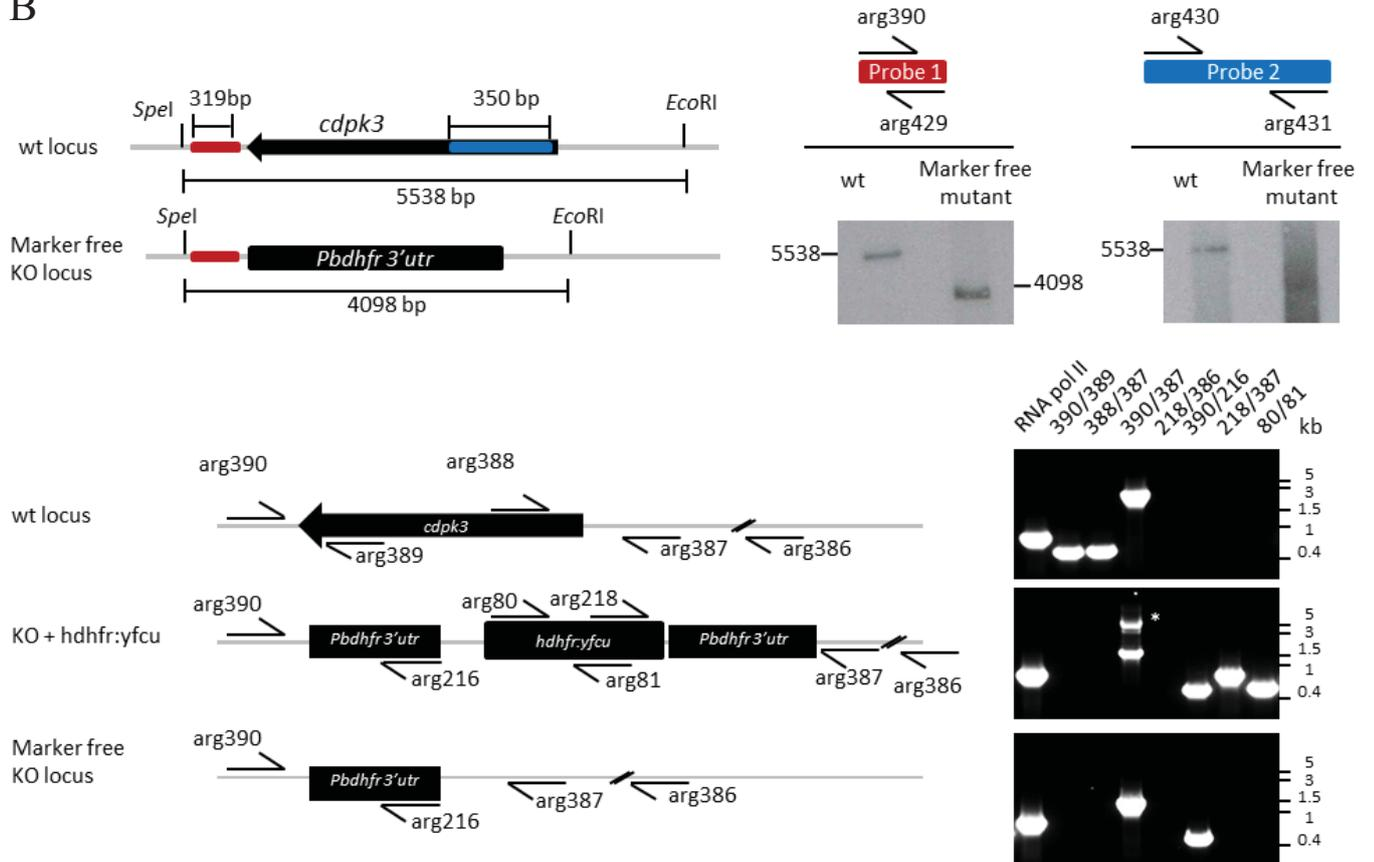 B
SpeI
319bp
cdpk3
350 bp
EcoRI
wt locus
5538 bp
SpeI
EcoRI
Marker free
KO locus
Pbdhfr 3’utr
4098 bp
arg390
Probe 1
arg429
wt
Marker free
mutant
5538
4098
arg430
Probe 2
arg431
wt
Marker free
mutant
5538
RNA pol II
390/389
388/387
390/387
218/386
390/216
218/387
80/81
kb
arg390
arg388
wt locus
cdpk3
arg389
arg387
arg386
5
3
1.5
1
0.4
arg390
arg80
arg218
KO + hdhfr:yfcu
Pbdhfr 3’utr
hdhfr:yfcu
Pbdhfr 3’utr
arg216
arg81
arg387
arg386
*
5
3
1.5
1
0.4
Marker free
KO locus
arg390
Pbdhfr 3’utr
arg387
arg386
arg216
5
3
1.5
1
0.4